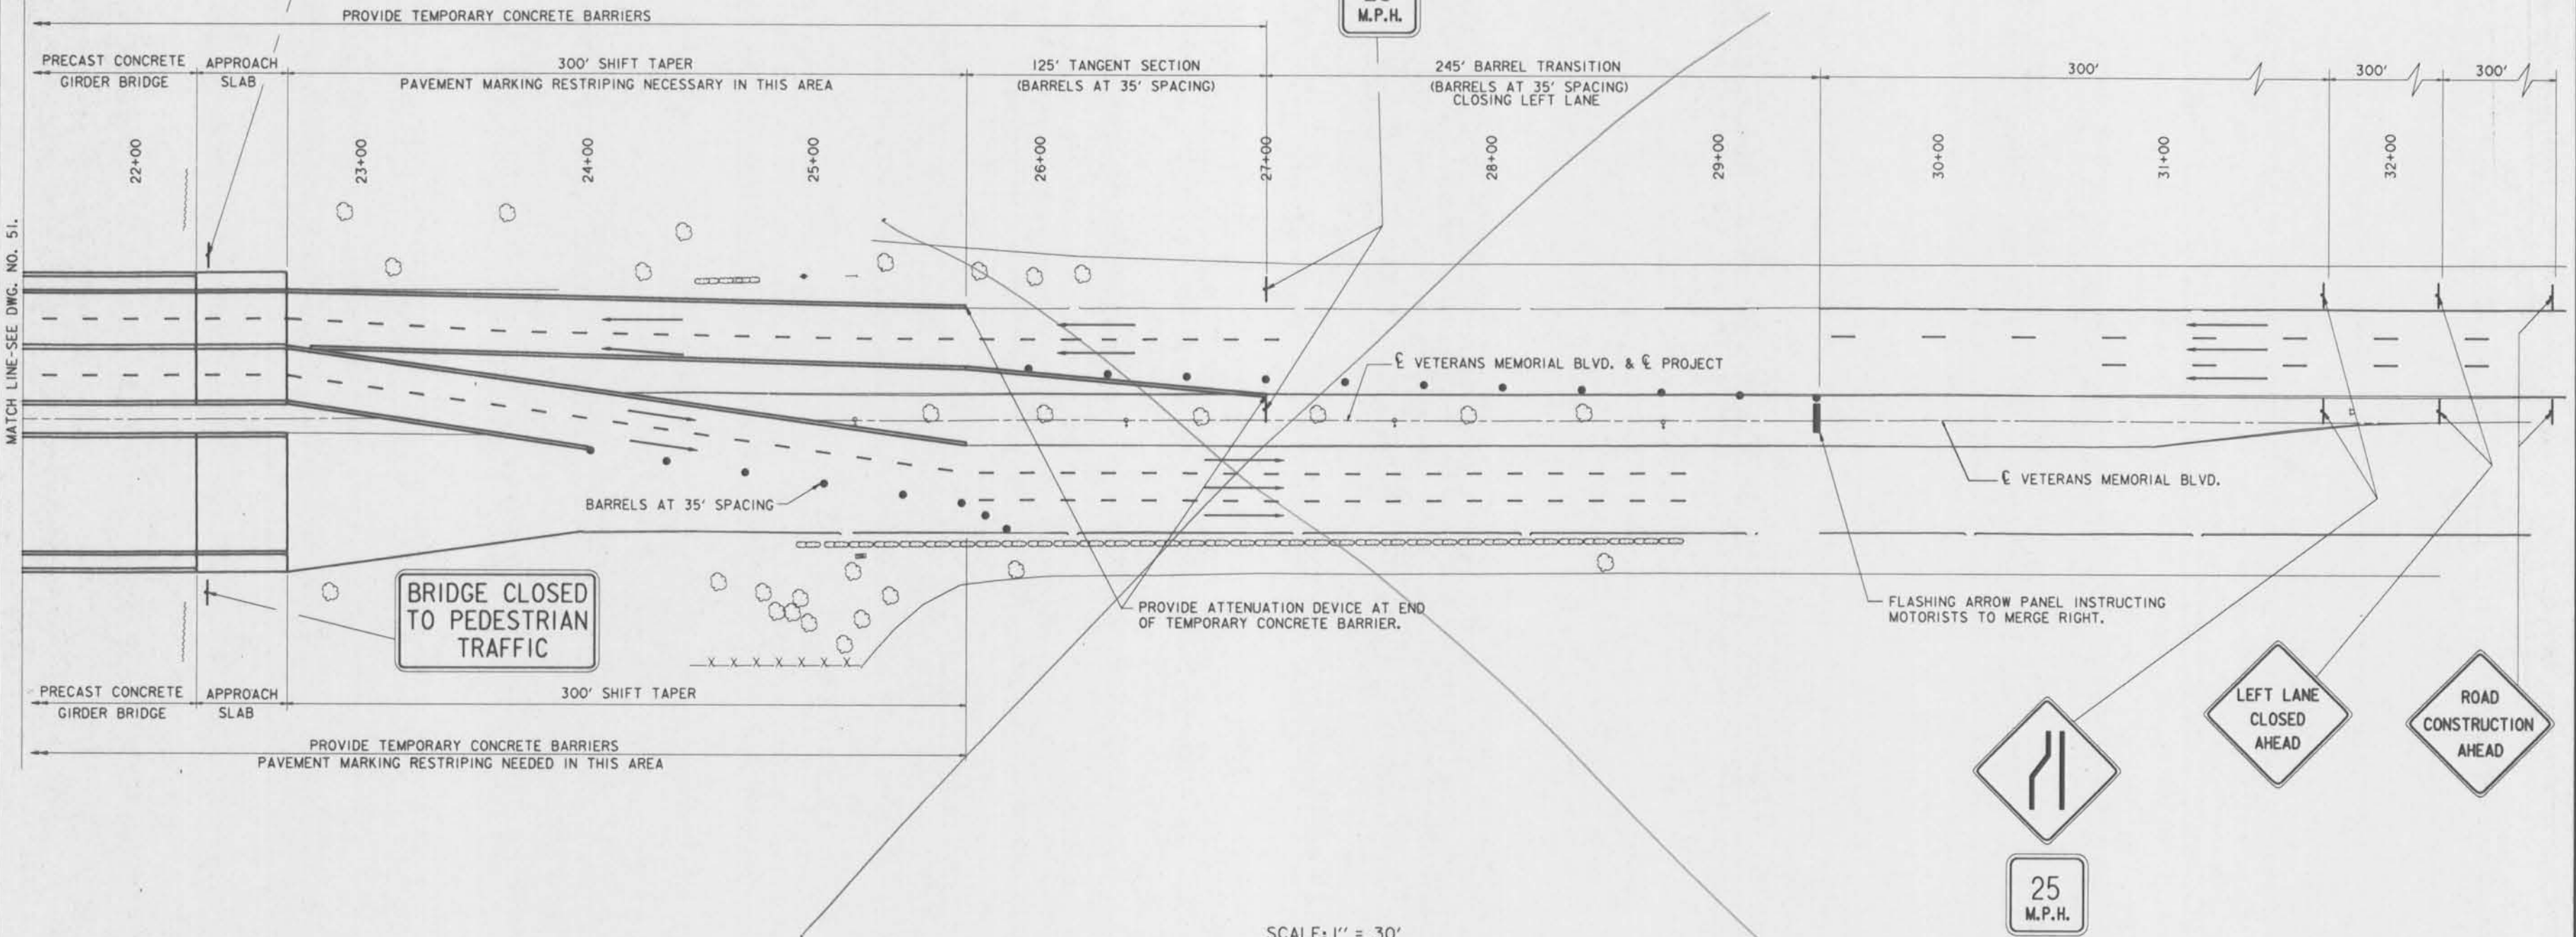 M.P.H.
PROVIDE TEMPORARY CONCRETE BARRIERS
PRECAST CONCRETE
GIRDER BRIDGE
APPROACH
SLAB
300' SHIFT TAPER
PAVEMENT MARKING RESTRIPING NECESSARY IN THIS AREA
125' TANGENT SECTION
(BARRELS AT 35' SPACING)
245' BARREL TRANSITION
(BARRELS AT 35' SPACING)
CLOSING LEFT LANE
300'
300'
300'
22+00
23+00
24+00
25+00
26+00
27+00
28+00
29+00
30+00
31+00
32+00
MATCH LINE-SEE DWG. NO. 51.
℄ VETERANS MEMORIAL BLVD. & ℄ PROJECT
℄ VETERANS MEMORIAL BLVD.
BARRELS AT 35' SPACING
BRIDGE CLOSED
TO PEDESTRIAN
TRAFFIC
PROVIDE ATTENUATION DEVICE AT END
OF TEMPORARY CONCRETE BARRIER.
FLASHING ARROW PANEL INSTRUCTING
MOTORISTS TO MERGE RIGHT.
PRECAST CONCRETE
GIRDER BRIDGE
APPROACH
SLAB
300' SHIFT TAPER
PROVIDE TEMPORARY CONCRETE BARRIERS
PAVEMENT MARKING RESTRIPING NEEDED IN THIS AREA
LEFT LANE
CLOSED
AHEAD
ROAD
CONSTRUCTION
AHEAD
25
M.P.H.
SCALE: 1" = 30'